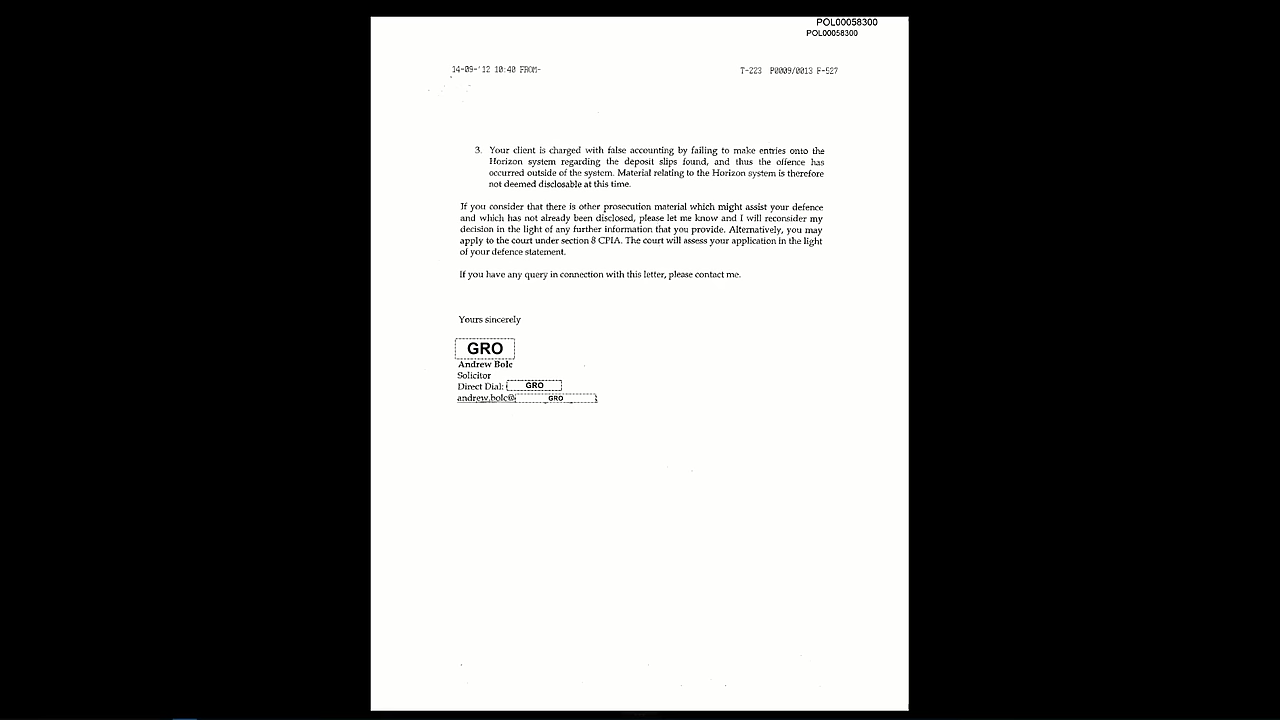 POL00058300
POL00058300
14-09-'12 10:40 FROM-
T-223 P0009/0013 F-527
3. Your client is charged with false accounting by failing to make entries onto the
Horizon system regarding the deposit slips found, and thus the offence has
occurred outside of the system. Material relating to the Horizon system is therefore
not deemed disclosable at this time.
If you consider that there is other prosecution material which might assist your defence
and which has not already been disclosed, please let me know and I will reconsider my
decision in the light of any further information that you provide. Alternatively, you may
apply to the court under section 8 CPIA. The court will assess your application in the light
of your defence statement.
If you have any query in connection with this letter, please contact me.
Yours sincerely
GRO
Andrew Bolc
Solicitor
Direct Dial: GRO
andrew.bolc@ GRO